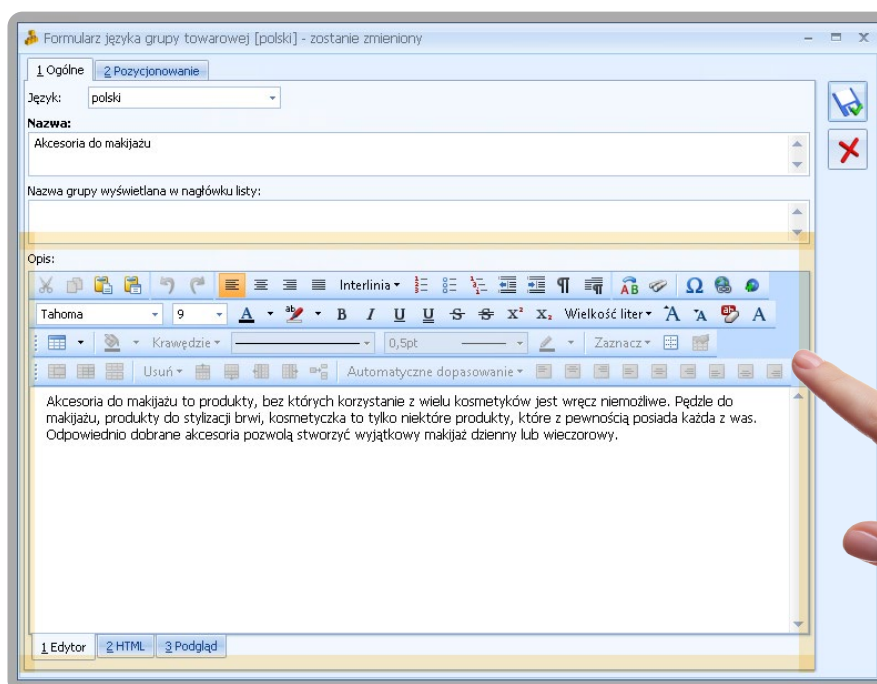 Formularz języka grupy towarowej [polski] - zostanie zmieniony
1 Ogólne 2 Pozycjonowanie
Język: polski
Nazwa:
Akcesoria do makijażu
Nazwa grupy wyświetlana w nagłówku listy:
Opis:
Interlinia
Tahoma 9 A ab B I U U S S X² X₂ Wielkość liter A A A
Krawędzie 0,5pt Zaznacz
Usuń Automatyczne dopasowanie
Akcesoria do makijażu to produkty, bez których korzystanie z wielu kosmetyków jest wręcz niemożliwe. Pędzle do
makijażu, produkty do stylizacji brwi, kosmetyczka to tylko niektóre produkty, które z pewnością posiada każda z was.
Odpowiednio dobrane akcesoria pozwolą stworzyć wyjątkowy makijaż dzienny lub wieczorowy.
1 Edytor 2 HTML 3 Podgląd